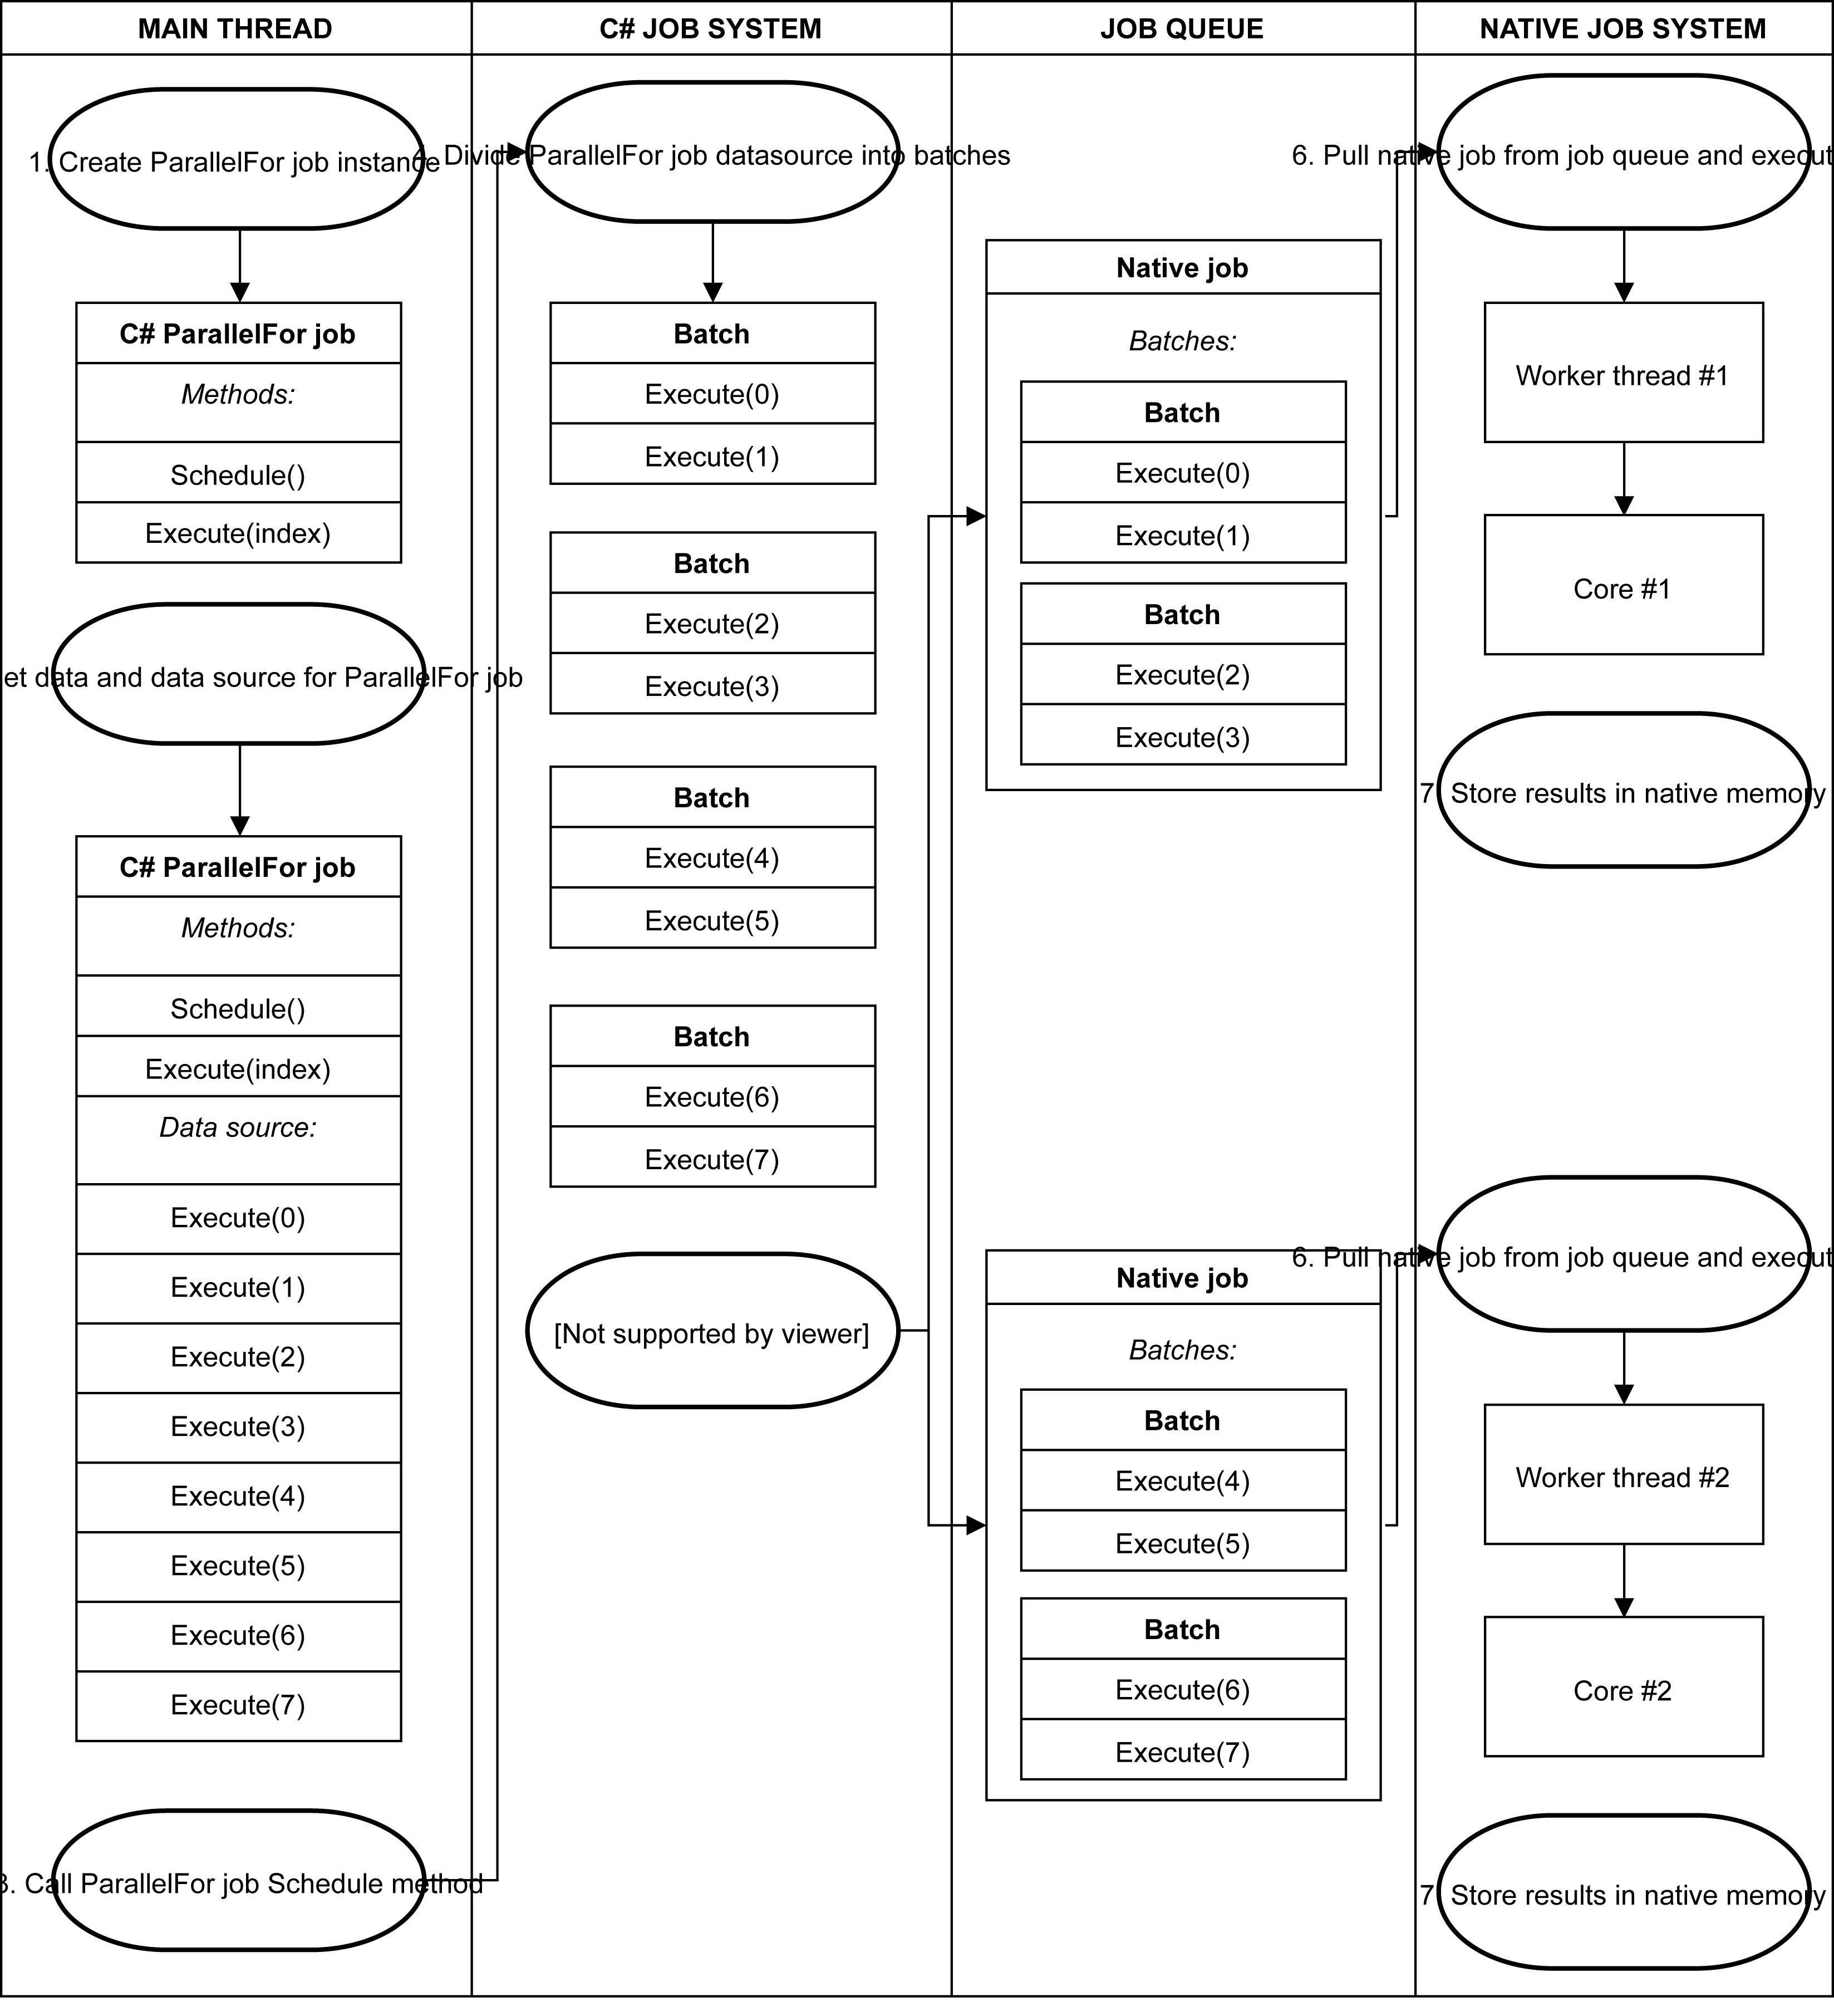 MAIN THREAD
1. Create ParallelFor job instance
C# ParallelFor job
Methods:
Schedule()
Execute(index)
et data and data source for ParallelFor job
C# ParallelFor job
Methods:
Schedule()
Execute(index)
Data source:
Execute(0)
Execute(1)
Execute(2)
Execute(3)
Execute(4)
Execute(5)
Execute(6)
Execute(7)
3. Call ParallelFor job Schedule method
C# JOB SYSTEM
Divide ParallelFor job datasource into batches
Batch
Execute(0)
Execute(1)
Batch
Execute(2)
Execute(3)
Batch
Execute(4)
Execute(5)
Batch
Execute(6)
Execute(7)
[Not supported by viewer]
JOB QUEUE
Native job
Batches:
Batch
Execute(0)
Execute(1)
Batch
Execute(2)
Execute(3)
Native job
Batches:
Batch
Execute(4)
Execute(5)
Batch
Execute(6)
Execute(7)
NATIVE JOB SYSTEM
6. Pull native job from job queue and execut
Worker thread #1
Core #1
7. Store results in native memory
6. Pull native job from job queue and execut
Worker thread #2
Core #2
7. Store results in native memory